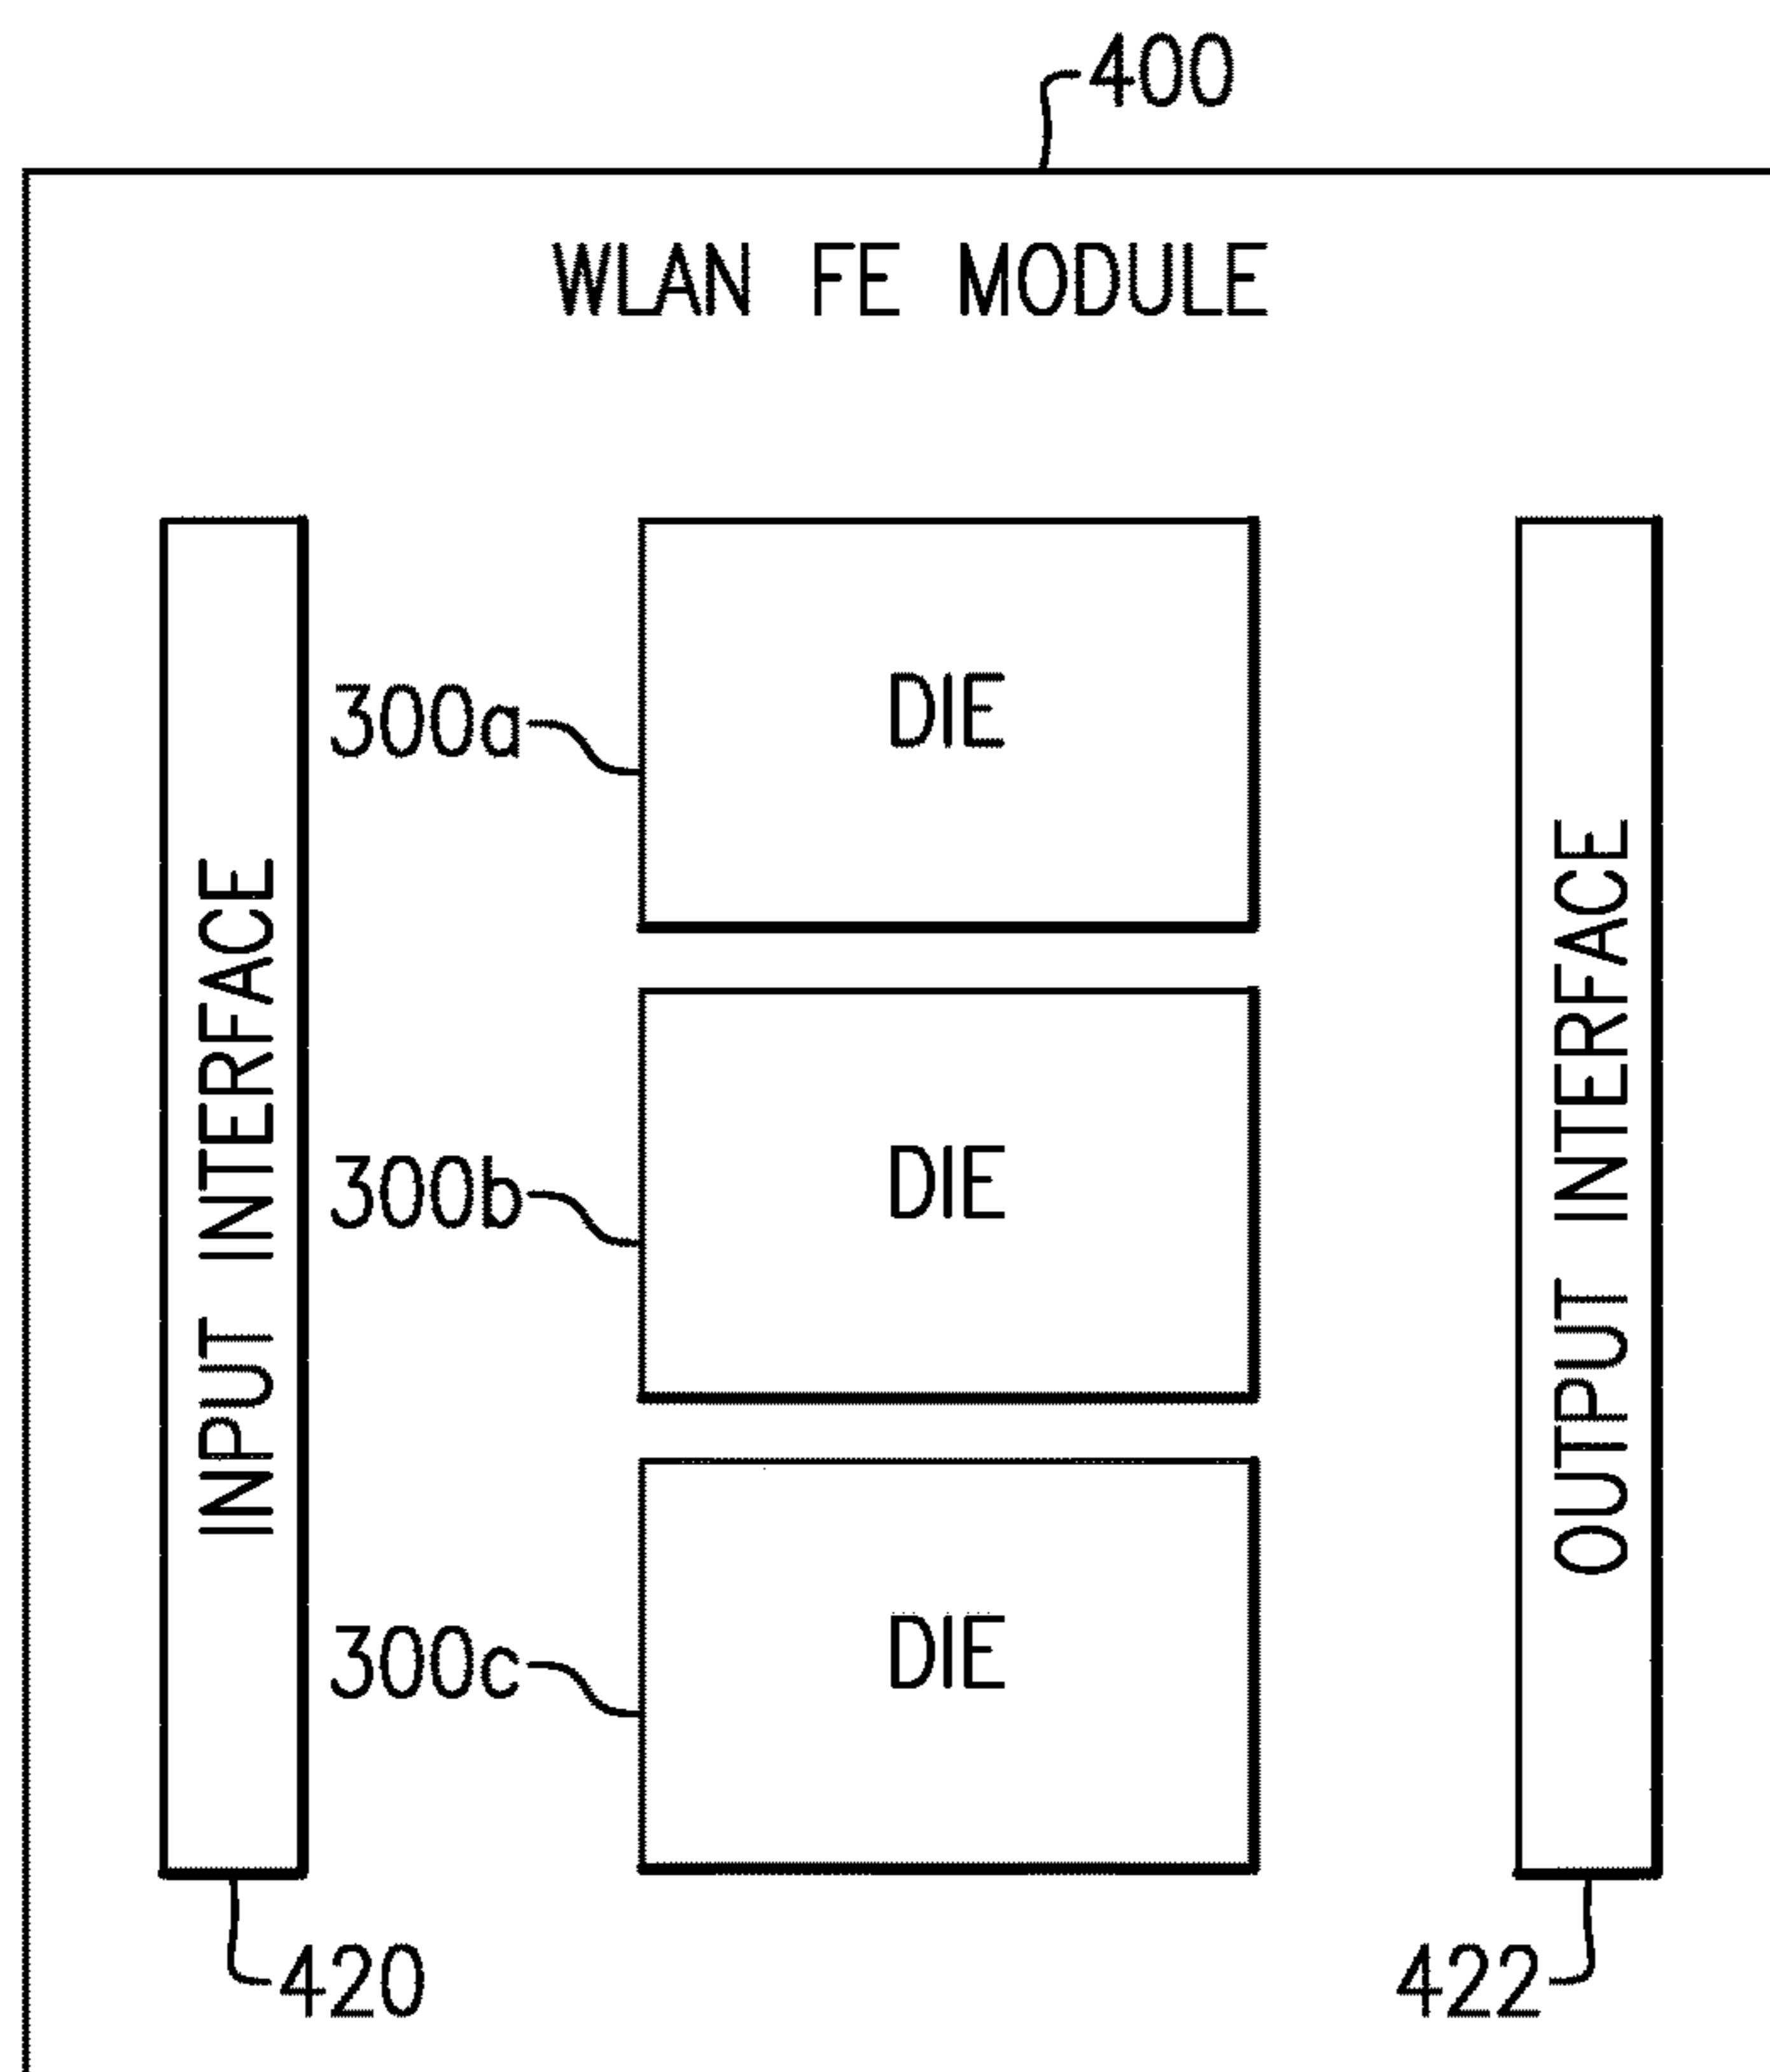 400
WLAN FE MODULE
INPUT INTERFACE
300a
DIE
300b
DIE
300c
DIE
OUTPUT INTERFACE
420
422